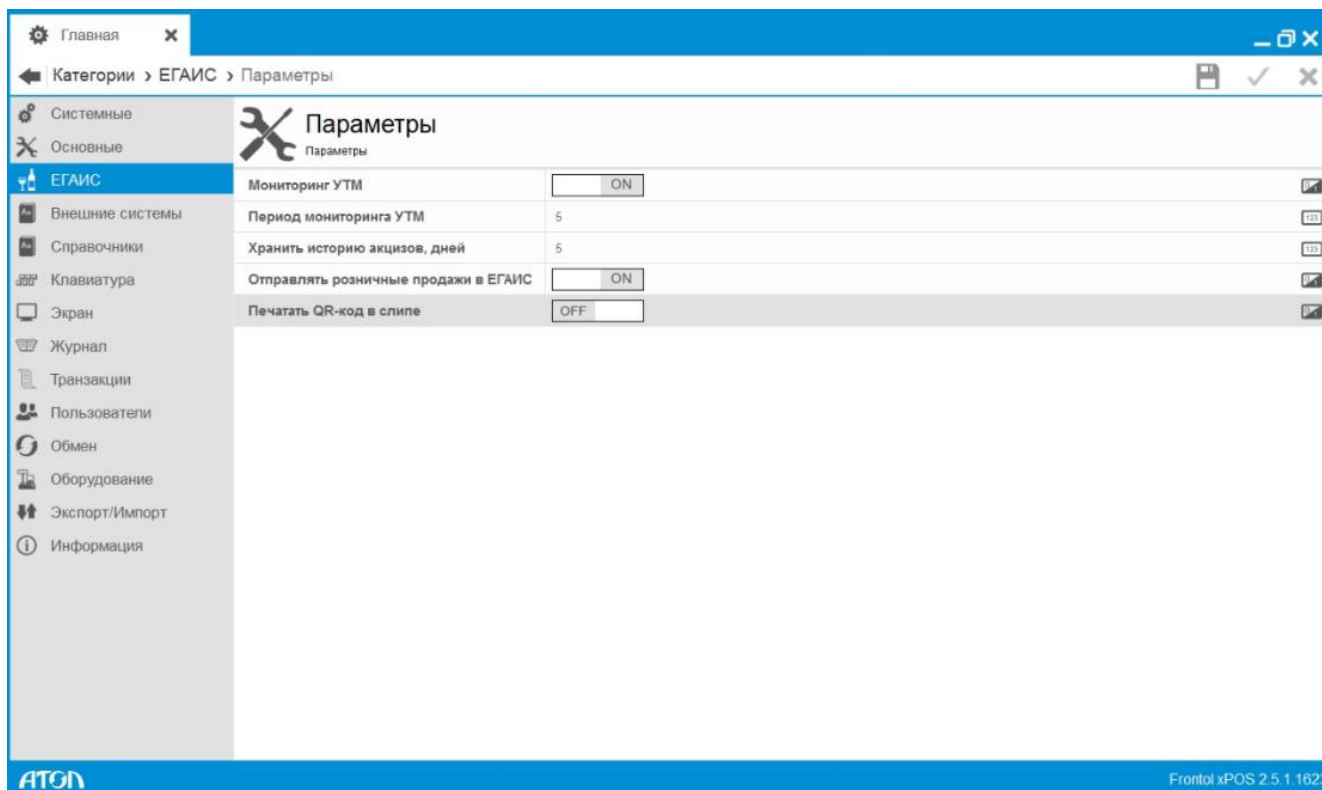 Главная
Категории › ЕГАИС › Параметры
Системные
Основные
ЕГАИС
Внешние системы
Справочники
Клавиатура
Экран
Журнал
Транзакции
Пользователи
Обмен
Оборудование
Экспорт/Импорт
Информация
Параметры
Параметры
Мониторинг УТМ ON
Период мониторинга УТМ 5
Хранить историю акцизов, дней 5
Отправлять розничные продажи в ЕГАИС ON
Печатать QR-код в слипе OFF
АТОЛ Frontol xPOS 2.5.1.162